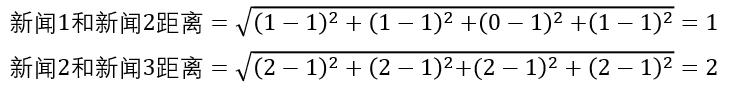 新闻1和新闻2距离 = √(1 − 1)² + (1 − 1)² +(0 − 1)² +(1 − 1)² = 1
新闻2和新闻3距离 = √(2 − 1)² + (2 − 1)²+(2 − 1)² + (2 − 1)² = 2